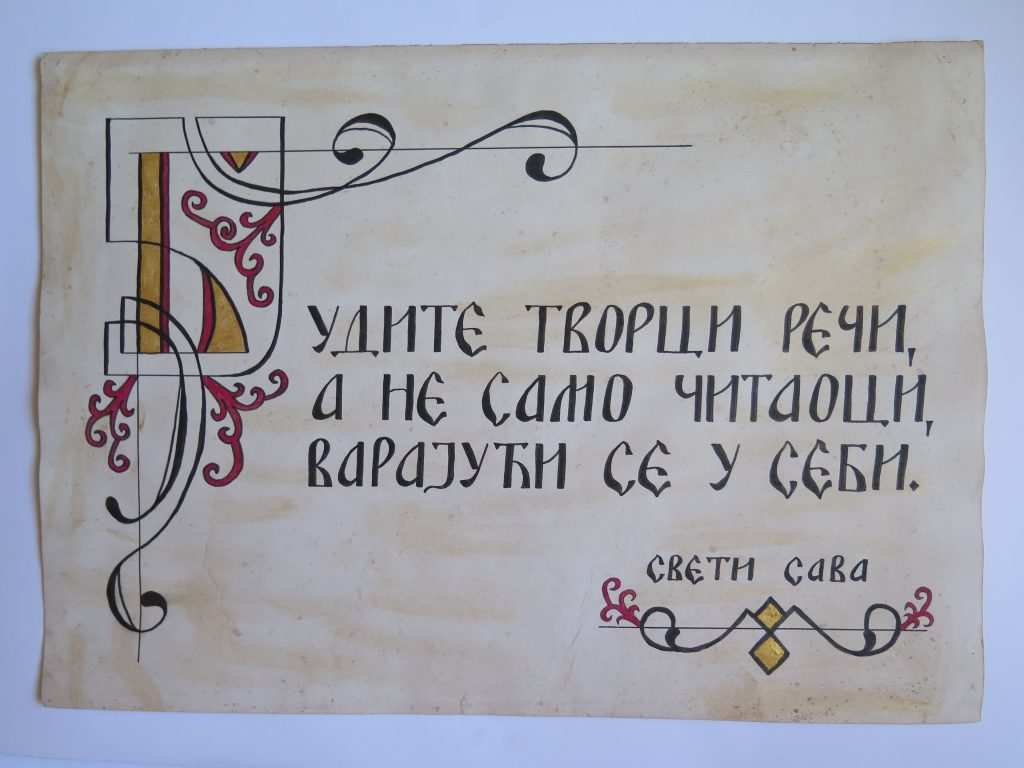 Будите творци речи,
а не само читаоци,
варајући се у себи.
Свети Сава